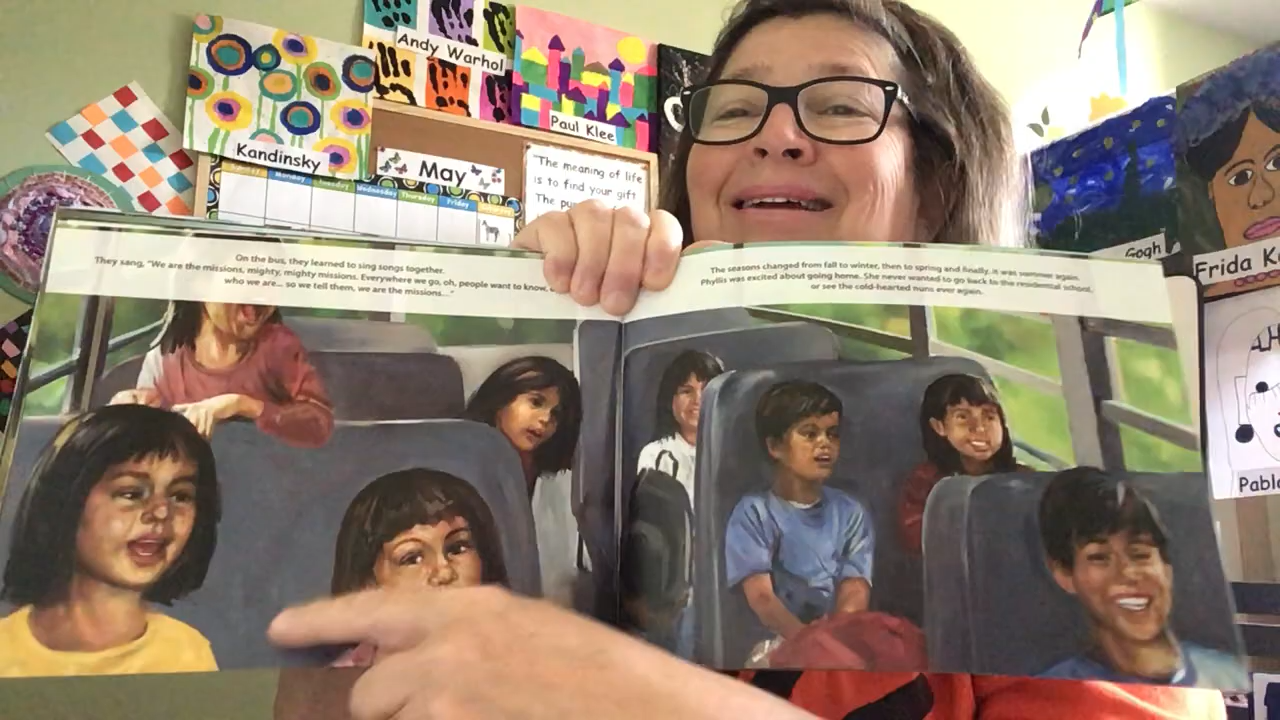 Andy Warhol
Paul Klee
Kandinsky
May
Monday Tuesday Wednesday Thursday Friday
"The meaning of life
is to find your gift
The
Gogh
Frida
On the bus, they learned to sing songs together.
They sang, "We are the missions, mighty, mighty missions. Everywhere we go, oh, people want to know,
who we are... so we tell them, we are the missions..."
The seasons changed from fall to winter, then to spring and finally, it was summer again.
Phyllis was excited about going home. She never wanted to go back to the residential school,
or see the cold-hearted nuns ever again.